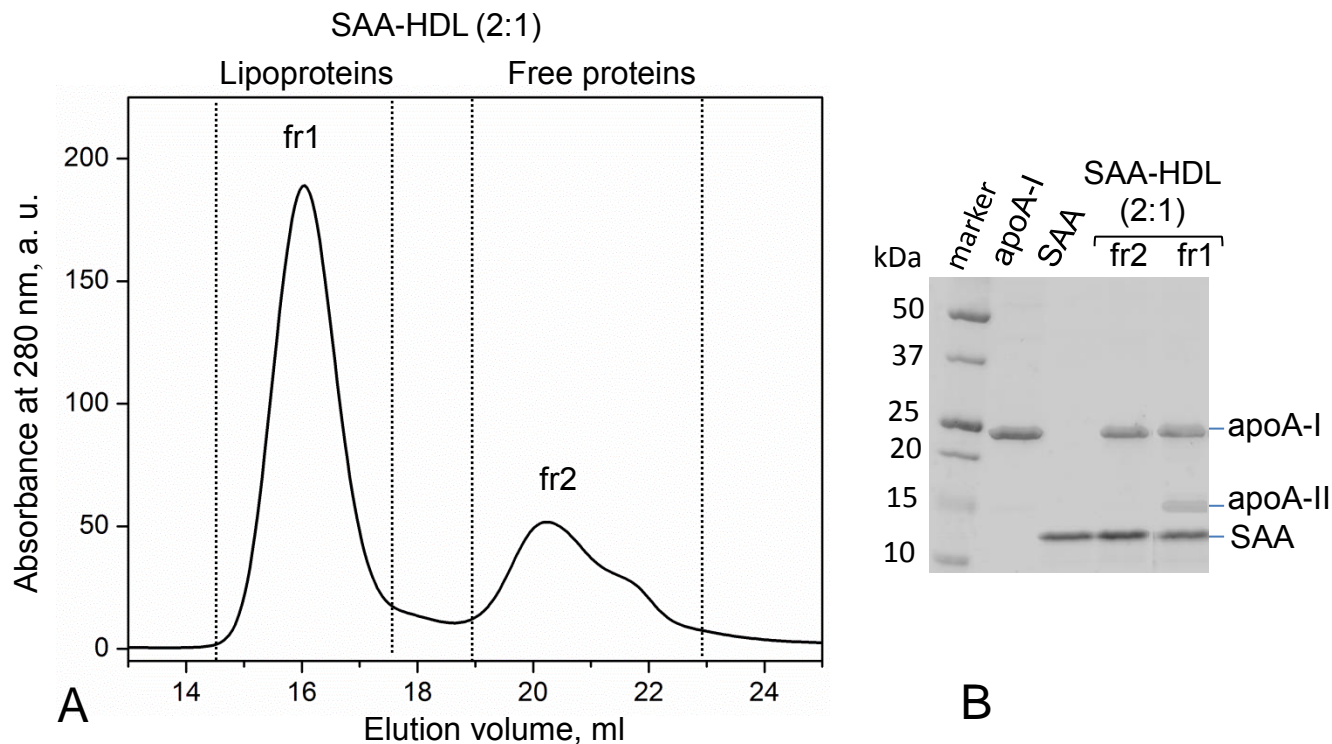 SAA-HDL (2:1)
Lipoproteins
Free proteins
fr1
fr2
200
150
100
50
0
Absorbance at 280 nm, a. u.
14
16
18
20
22
24
Elution volume, ml
A
kDa
marker
apoA-I
SAA
SAA-HDL
(2:1)
fr2
fr1
50
37
25
20
15
10
apoA-I
apoA-II
SAA
B